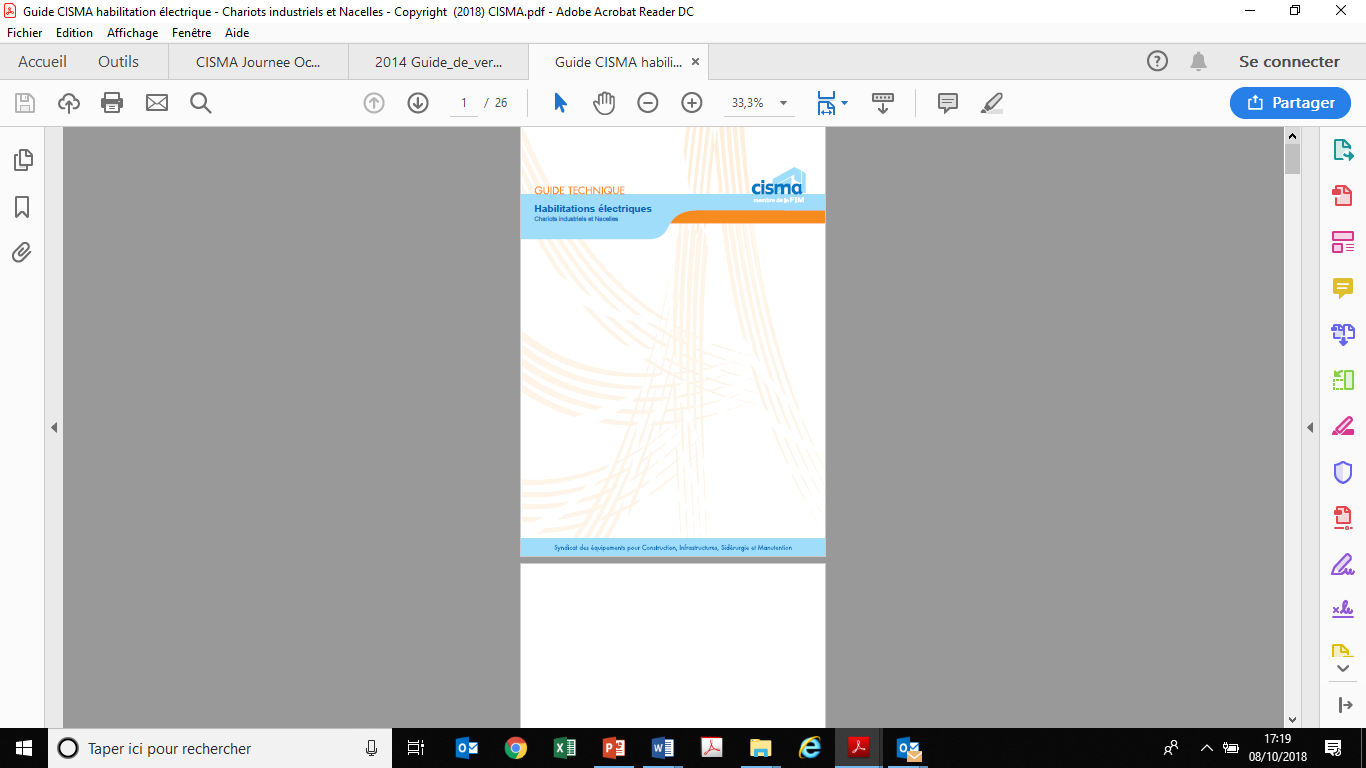 Guide CISMA habilitation électrique - Chariots industriels et Nacelles - Copyright (2018) CISMA.pdf - Adobe Acrobat Reader DC
Fichier Edition Affichage Fenêtre Aide
Accueil Outils CISMA Journee Oc... 2014 Guide_de_ver... Guide CISMA habili... × Se connecter
1 / 26 33,3% Partager
GUIDE TECHNIQUE
cisma
membre de la FIM
Habilitations électriques
Chariots industriels et Nacelles
Syndicat des équipements pour Construction, Infrastructures, Sidérurgie et Manutention
Taper ici pour rechercher
17:19
08/10/2018